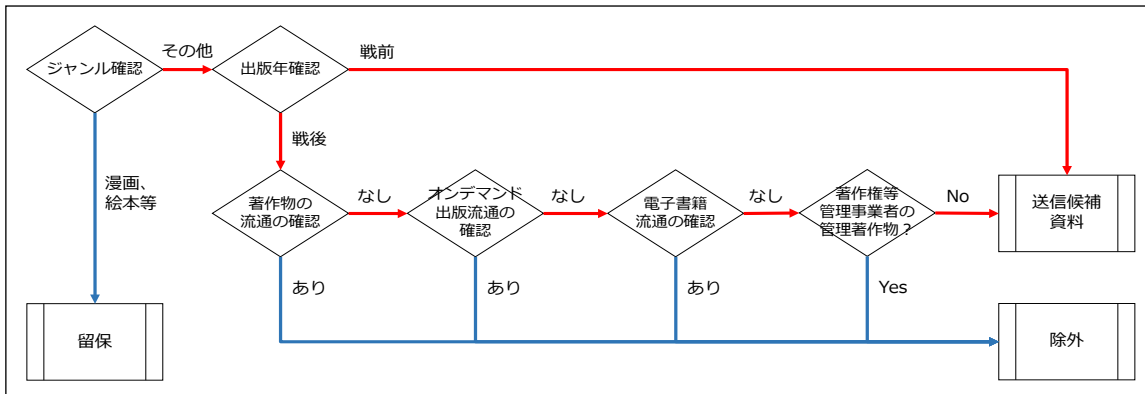 ジャンル確認
その他
出版年確認
戦前
戦後
漫画、
絵本等
著作物の
流通の確認
なし
オンデマンド
出版流通の
確認
なし
電子書籍
流通の確認
なし
著作権等
管理事業者の
管理著作物？
No
送信候補
資料
あり
あり
あり
Yes
留保
除外